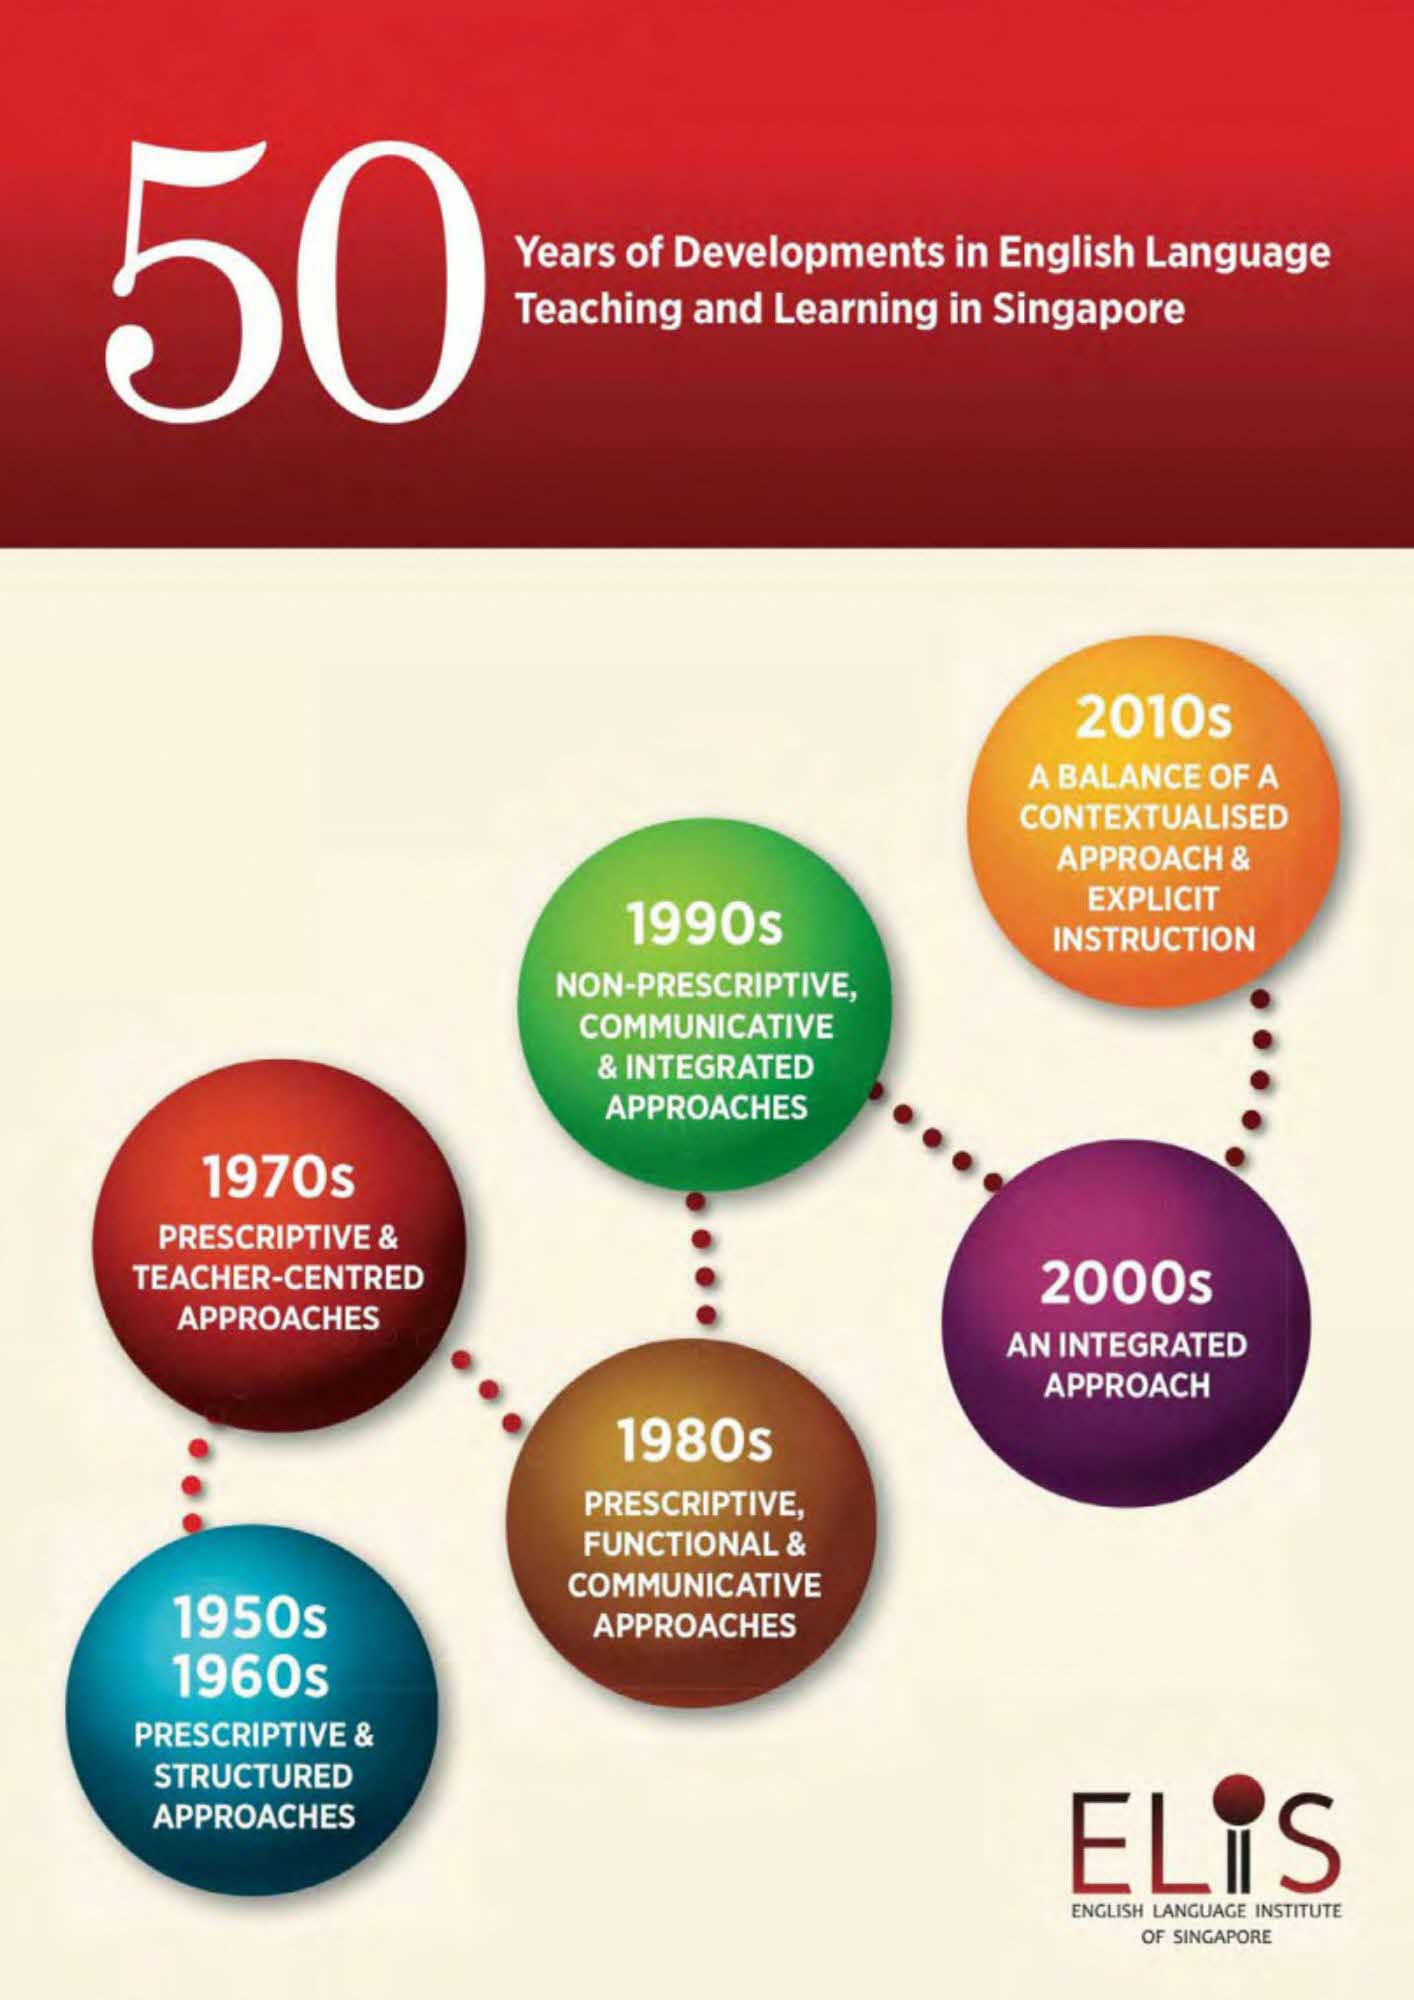 50
Years of Developments in English Language
Teaching and Learning in Singapore
2010s
A BALANCE OF A
CONTEXTUALISED
APPROACH &
EXPLICIT
INSTRUCTION
1990s
NON-PRESCRIPTIVE,
COMMUNICATIVE
& INTEGRATED
APPROACHES
1970s
PRESCRIPTIVE &
TEACHER-CENTRED
APPROACHES
2000s
AN INTEGRATED
APPROACH
1980s
PRESCRIPTIVE,
FUNCTIONAL &
COMMUNICATIVE
APPROACHES
1950s
1960s
PRESCRIPTIVE &
STRUCTURED
APPROACHES
ELiS
ENGLISH LANGUAGE INSTITUTE
OF SINGAPORE